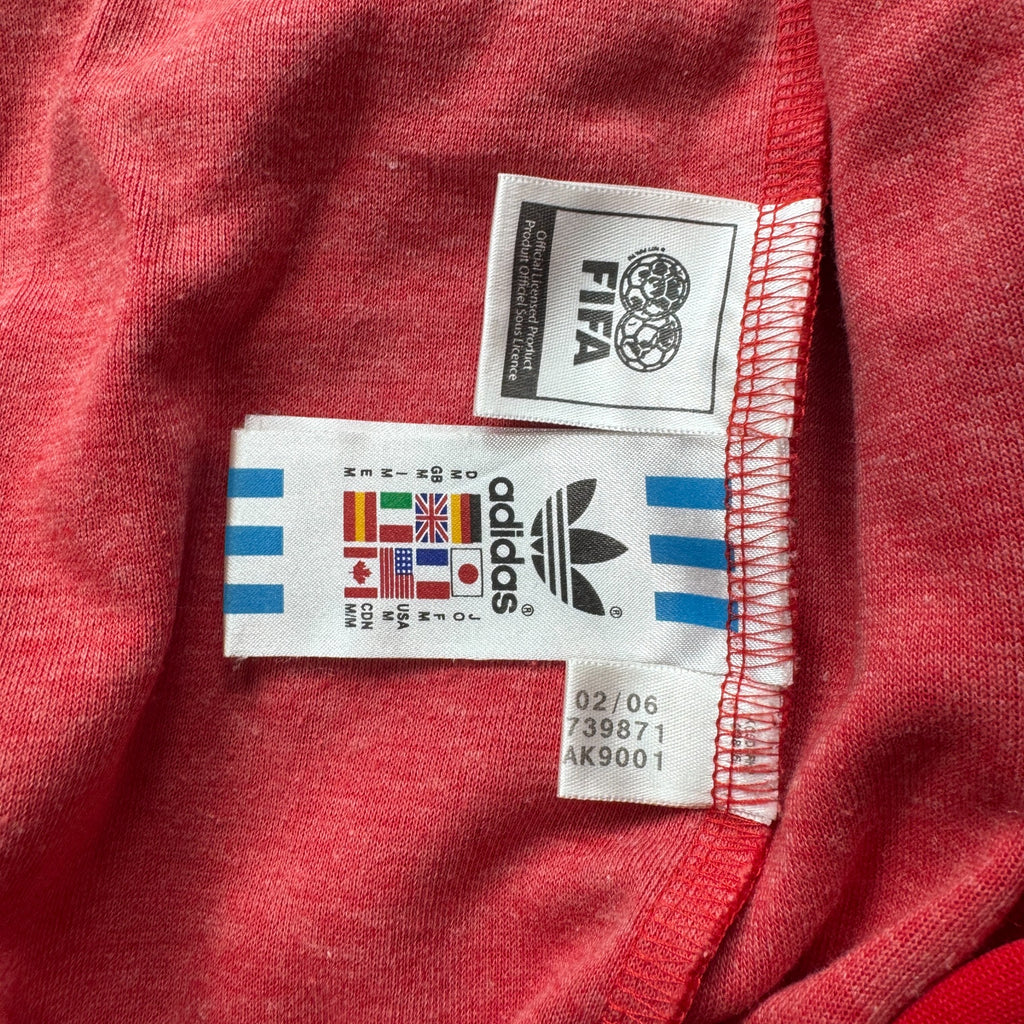 FIFA
Official Licensed Product
Produit Officiel Sous Licence
adidas®
®
D M
GB M
I M
E M
J O
F M
USA M
CDN M/M
02/06
739871
AK9001